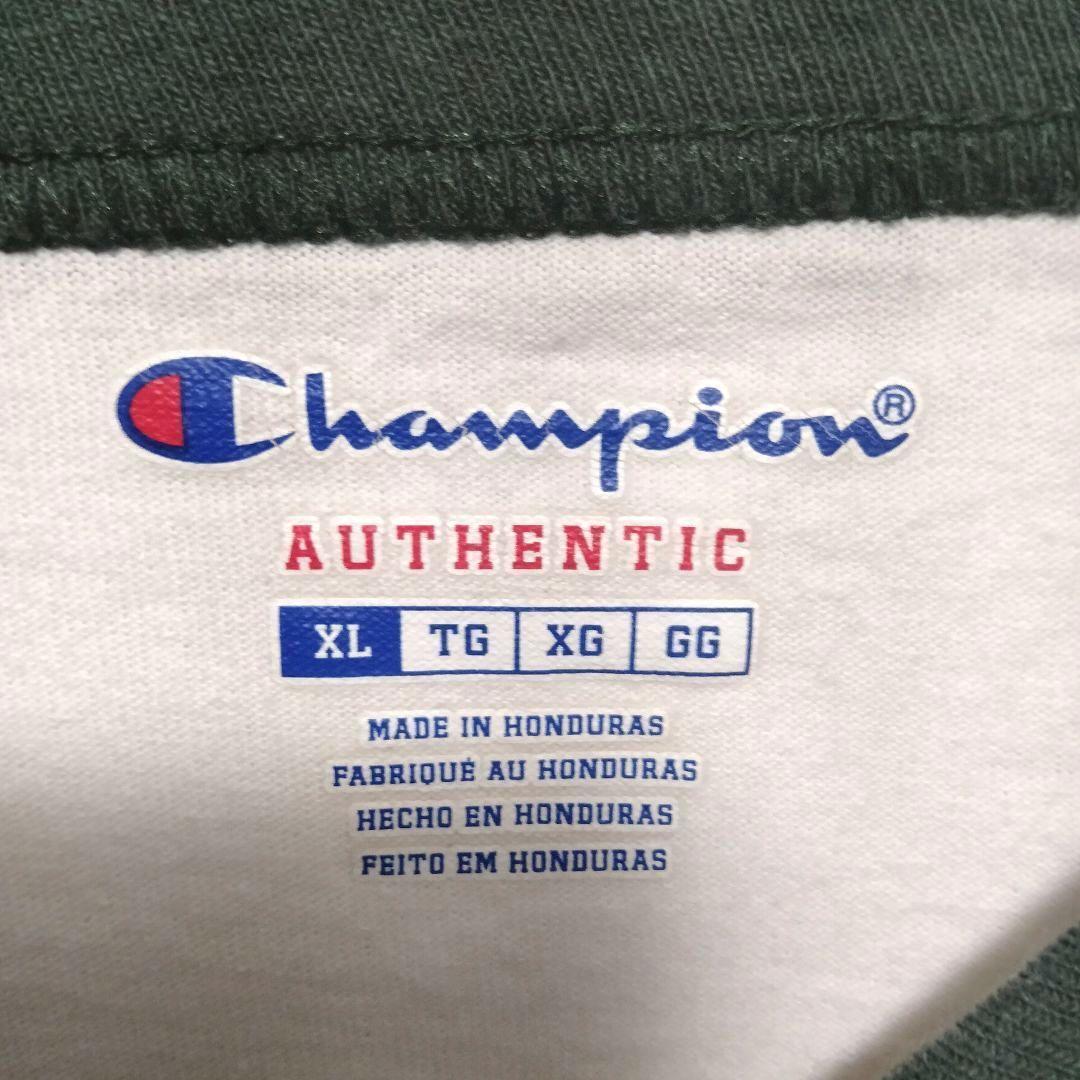 Champion®
AUTHENTIC
XL TG XG GG
MADE IN HONDURAS
FABRIQUÉ AU HONDURAS
HECHO EN HONDURAS
FEITO EM HONDURAS